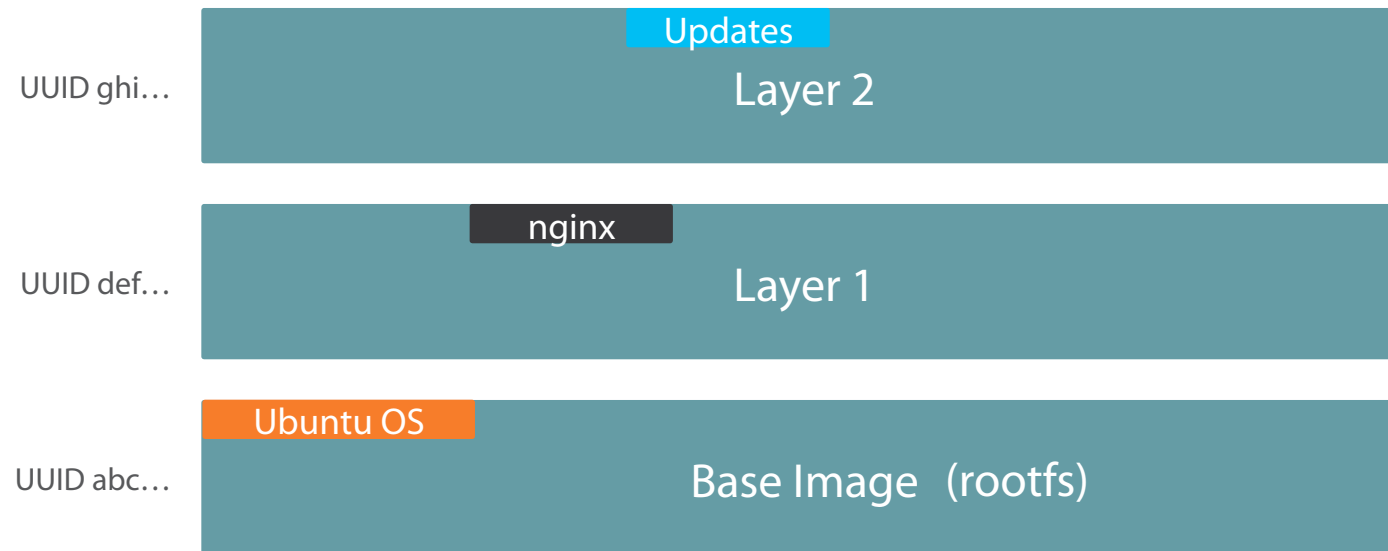 Updates
UUID ghi…
Layer 2
nginx
UUID def…
Layer 1
Ubuntu OS
UUID abc…
Base Image (rootfs)